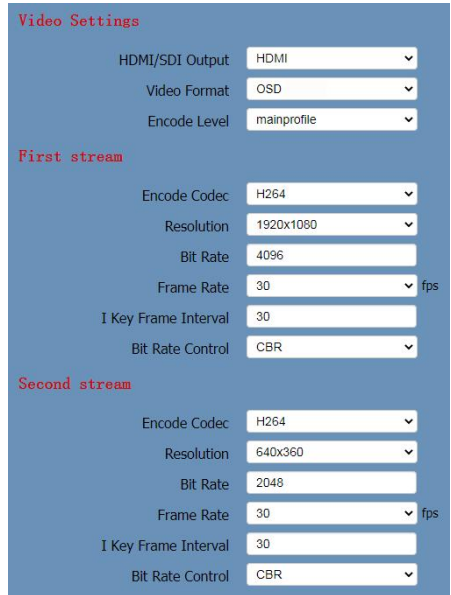 Video Settings
HDMI/SDI Output HDMI
Video Format OSD
Encode Level mainprofile
First stream
Encode Codec H264
Resolution 1920x1080
Bit Rate 4096
Frame Rate 30 fps
I Key Frame Interval 30
Bit Rate Control CBR
Second stream
Encode Codec H264
Resolution 640x360
Bit Rate 2048
Frame Rate 30 fps
I Key Frame Interval 30
Bit Rate Control CBR